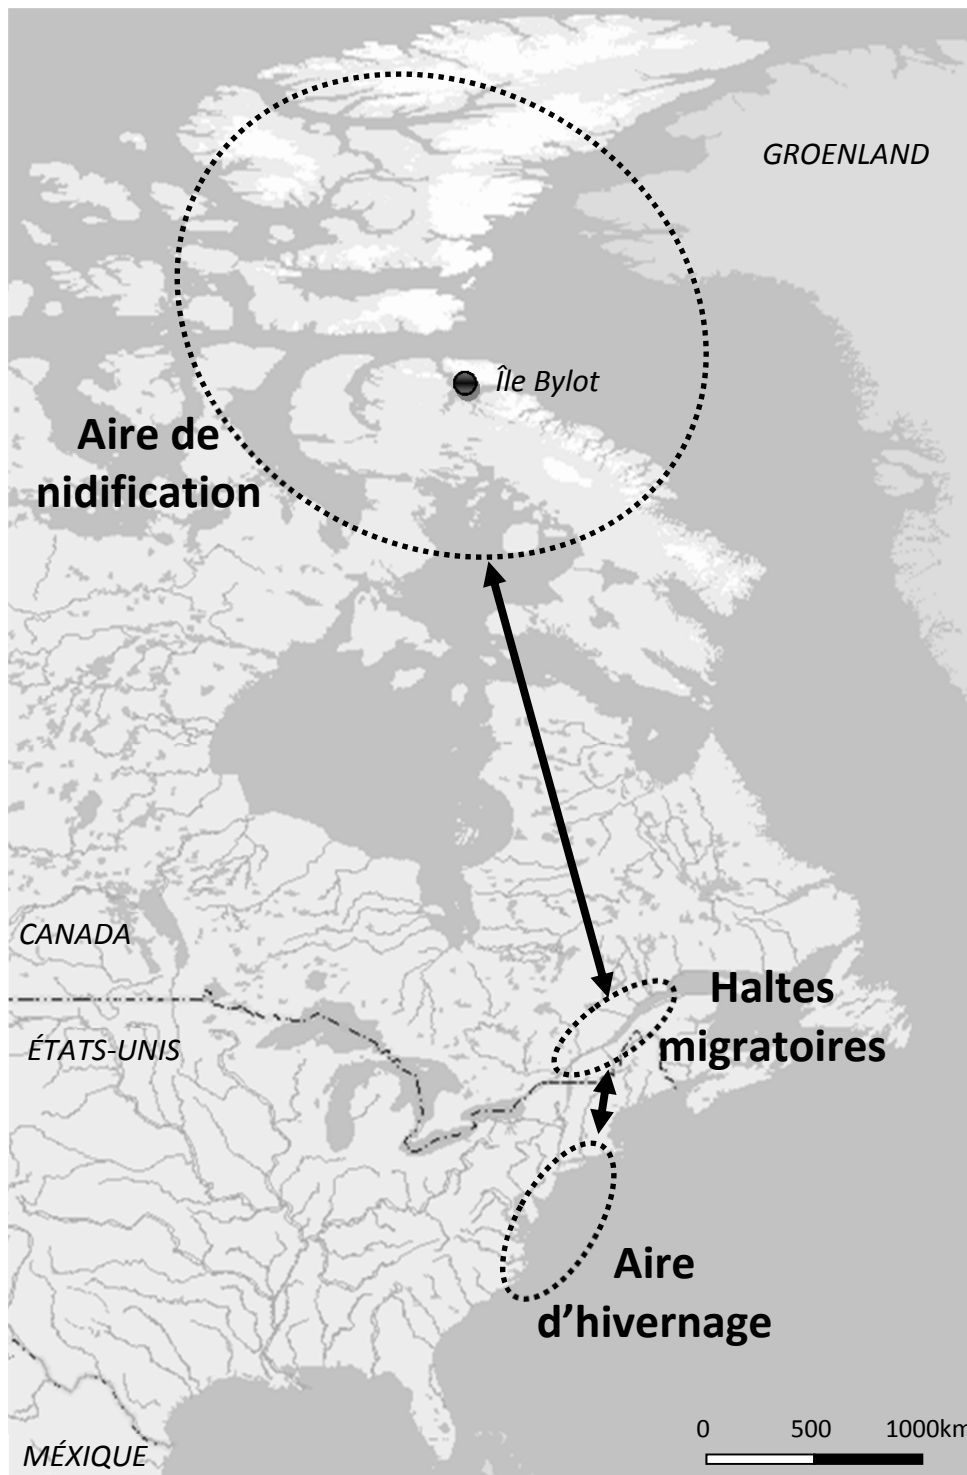 GROENLAND
Île Bylot
Aire de
nidification
CANADA
Haltes
migratoires
ÉTATS-UNIS
Aire
d'hivernage
0 500 1000km
MÉXIQUE